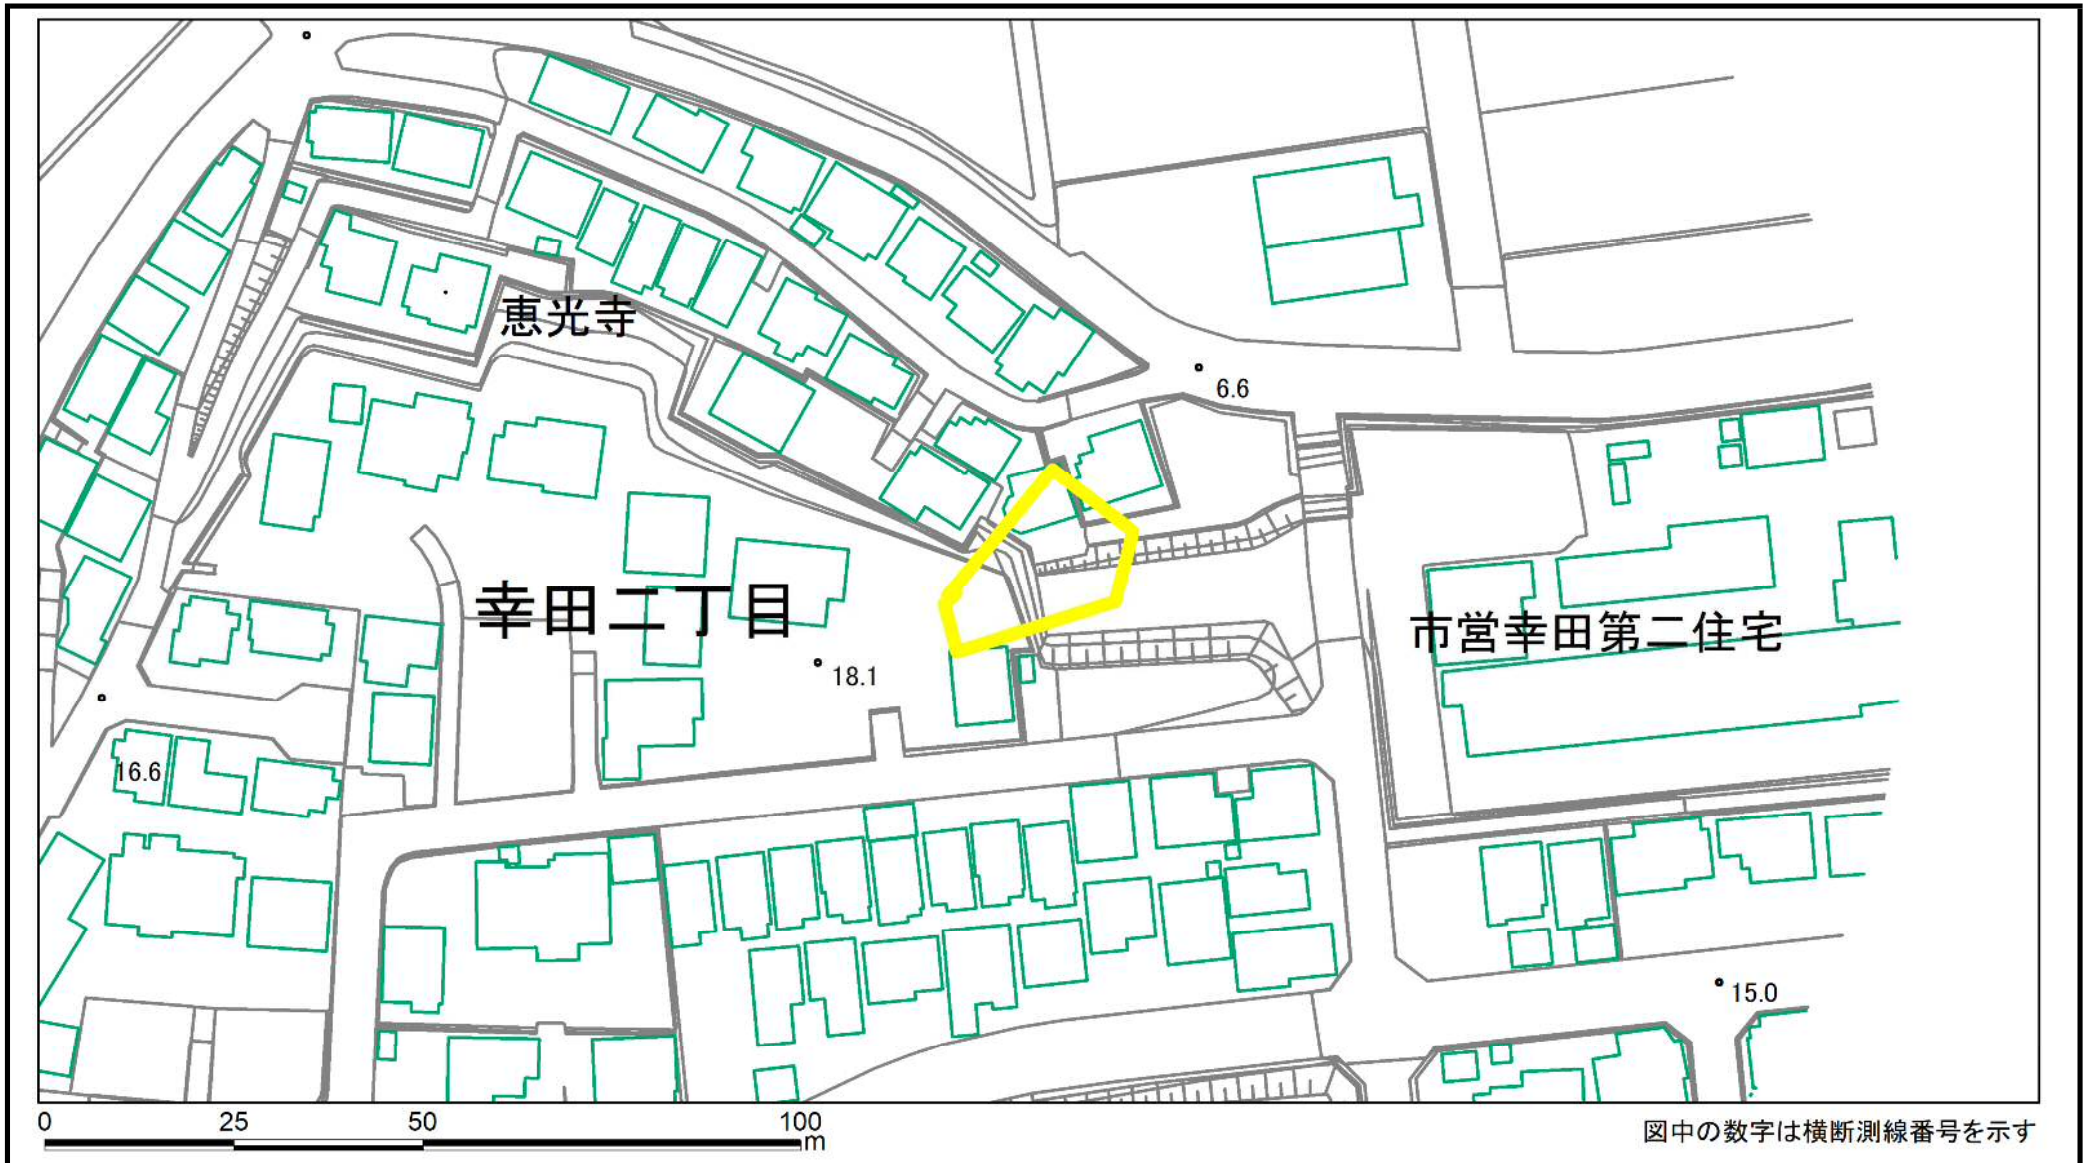 恵光寺
6.6
幸田二丁目
市営幸田第二住宅
18.1
16.6
15.0
0 25 50 100
m
図中の数字は横断測線番号を示す